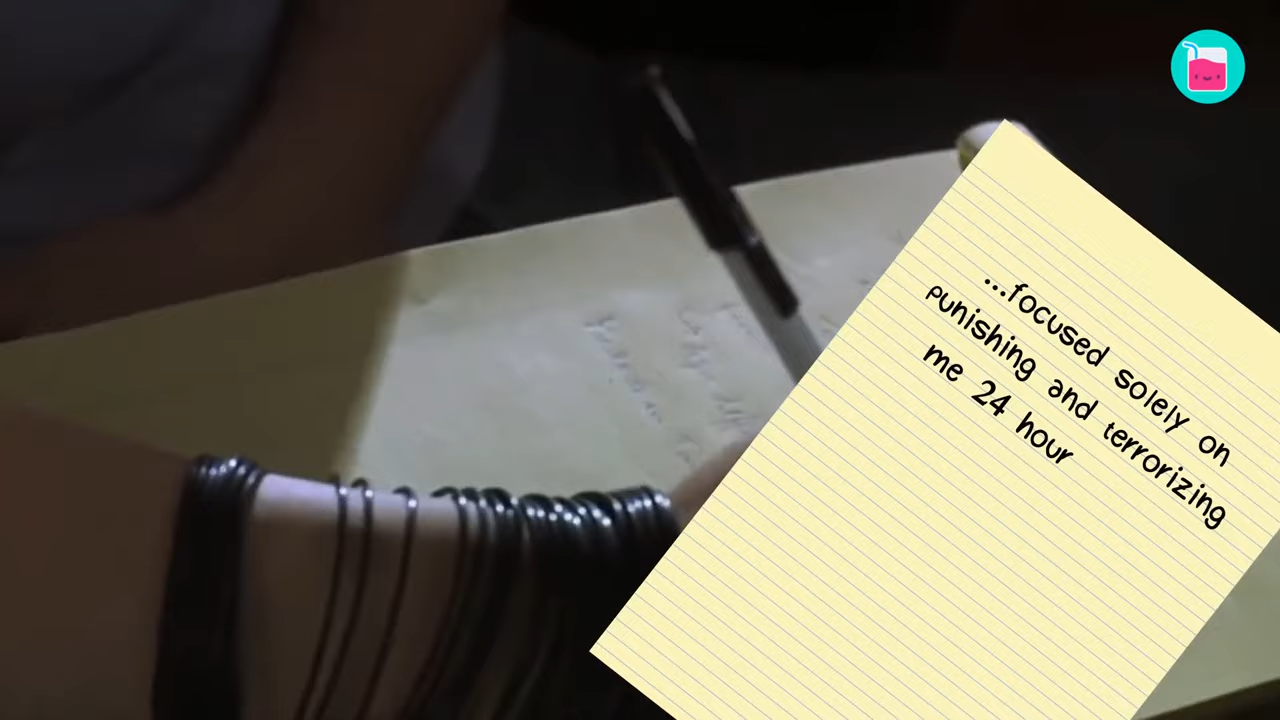 ...focused solely on
punishing and terrorizing
me 24 hour